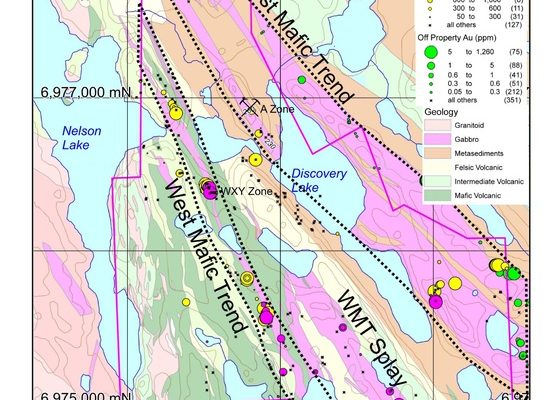 300 to 600 (11)
50 to 300 (31)
all others (127)
Off Property Au (ppm)
5 to 1,260 (75)
1 to 5 (88)
0.6 to 1 (41)
0.3 to 0.6 (51)
0.05 to 0.3 (212)
all others (351)
Geology
Granitoid
Gabbro
Metasediments
Felsic Volcanic
Intermediate Volcanic
Mafic Volcanic
st Mafic Trend
6,977,000 mN
A Zone
Nelson
Lake
Discovery
Lake
WXY Zone
West Mafic Trend
WMT Splay
6,975,000 mN
6,97